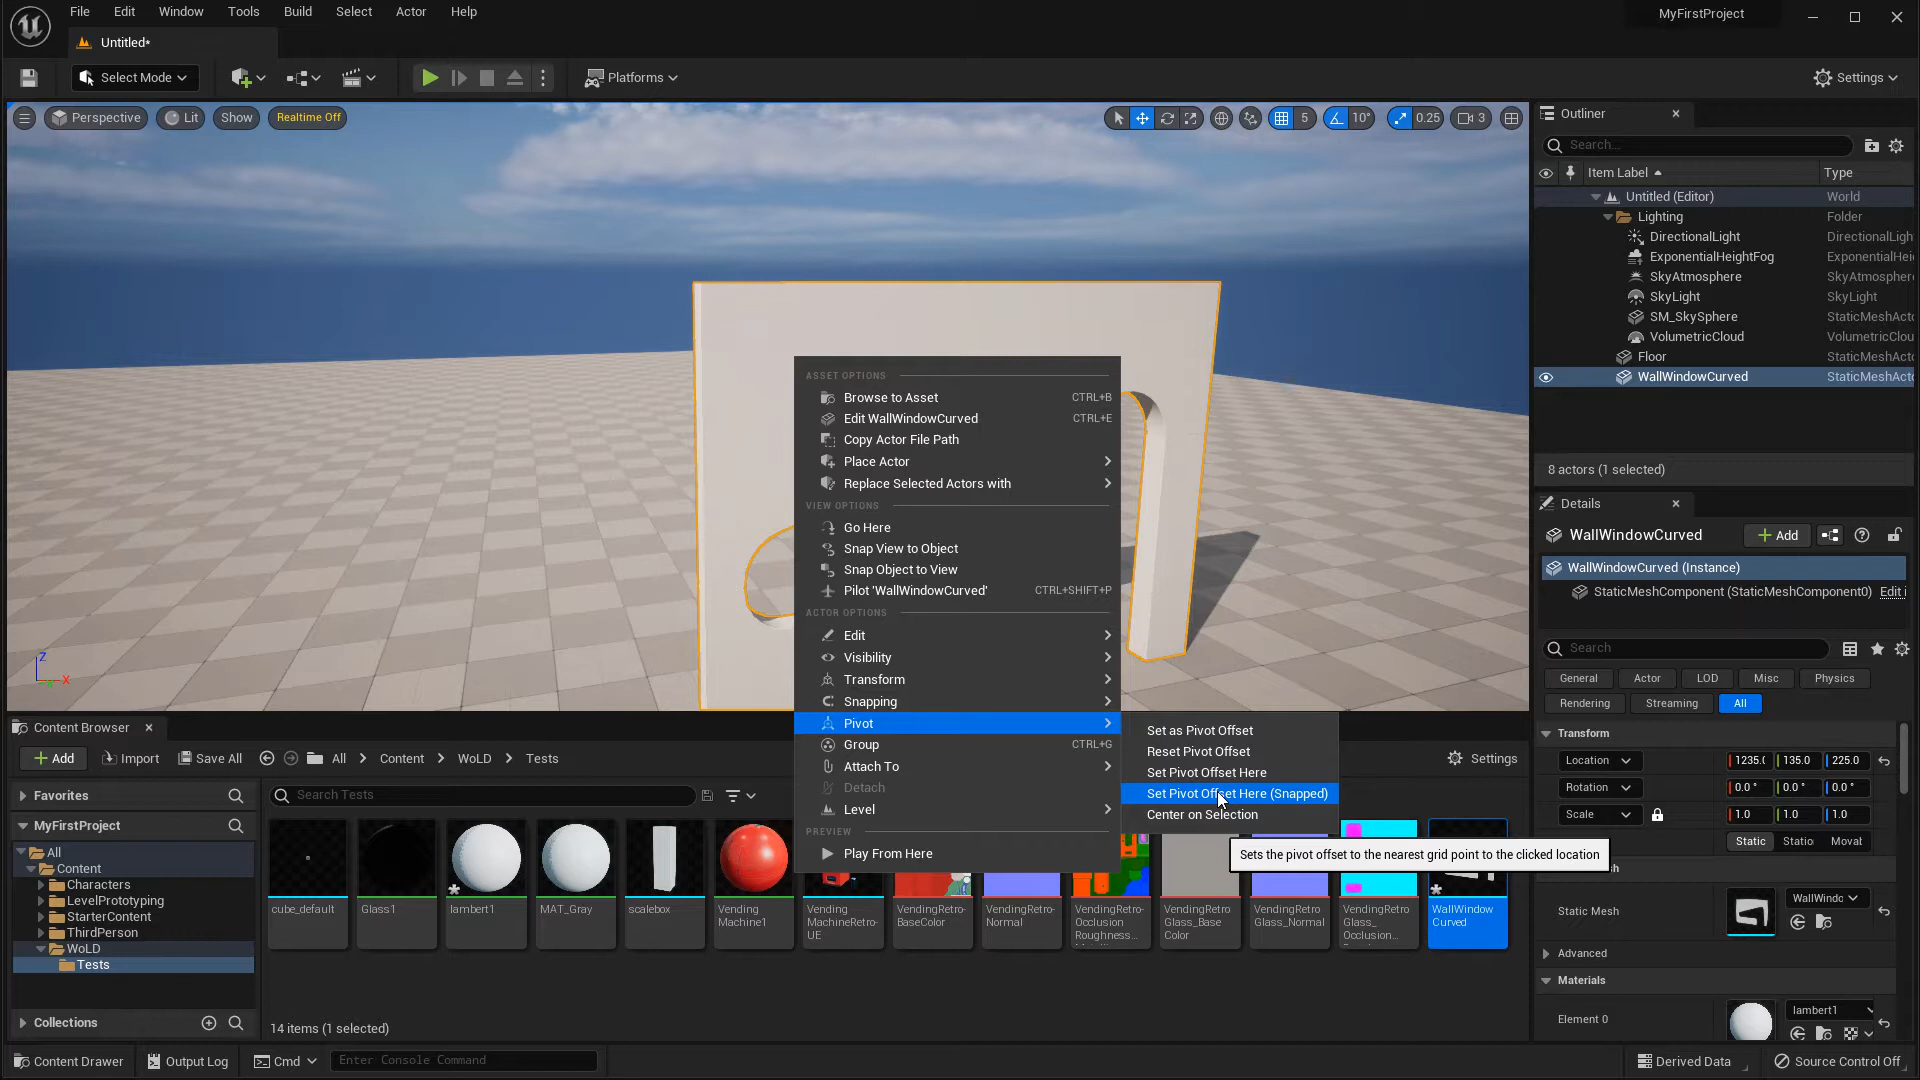 File Edit Window Tools Build Select Actor Help
MyFirstProject
Untitled*
Select Mode
Platforms
Settings
Perspective Lit Show Realtime Off
5 10° 0.25 3
Outliner
Search...
Item Label Type
Untitled (Editor) World
Lighting Folder
DirectionalLight DirectionalLigh
ExponentialHeightFog ExponentialHei
SkyAtmosphere SkyAtmospher
SkyLight SkyLight
SM_SkySphere StaticMeshActo
VolumetricCloud VolumetricClou
Floor StaticMeshActo
WallWindowCurved StaticMeshActo
8 actors (1 selected)
ASSET OPTIONS
Browse to Asset CTRL+B
Edit WallWindowCurved CTRL+E
Copy Actor File Path
Place Actor
Replace Selected Actors with
VIEW OPTIONS
Go Here
Snap View to Object
Snap Object to View
Pilot 'WallWindowCurved' CTRL+SHIFT+P
ACTOR OPTIONS
Edit
Visibility
Transform
Snapping
Pivot
Group CTRL+G
Attach To
Detach
Level
PREVIEW
Play From Here
Set as Pivot Offset
Reset Pivot Offset
Set Pivot Offset Here
Set Pivot Offset Here (Snapped)
Center on Selection
Sets the pivot offset to the nearest grid point to the clicked location
Z
X
Details
WallWindowCurved
Add
WallWindowCurved (Instance)
StaticMeshComponent (StaticMeshComponent0) Edit i
Search
General Actor LOD Misc Physics
Rendering Streaming All
Transform
Location 1235.( 135.0 225.0
Rotation 0.0 ° 0.0 ° 0.0 °
Scale 1.0 1.0 1.0
Static Statio Movat
Static Mesh WallWindc
Advanced
Materials
Element 0 lambert1
Content Browser
Add Import Save All All Content WoLD Tests
Settings
Favorites
Search Tests
MyFirstProject
All
Content
Characters
LevelPrototyping
StarterContent
ThirdPerson
WoLD
Tests
Collections
cube_default
Glass1
lambert1
MAT_Gray
scalebox
Vending
Machine1
Vending
MachineRetro-
UE
VendingRetro-
BaseColor
VendingRetro-
Normal
VendingRetro-
Occlusion
Roughness...
VendingRetro
Glass_Base
Color
VendingRetro
Glass_Normal
VendingRetro
Glass_
Occlusion...
WallWindow
Curved
14 items (1 selected)
Content Drawer Output Log Cmd Enter Console Command
Derived Data Source Control Off